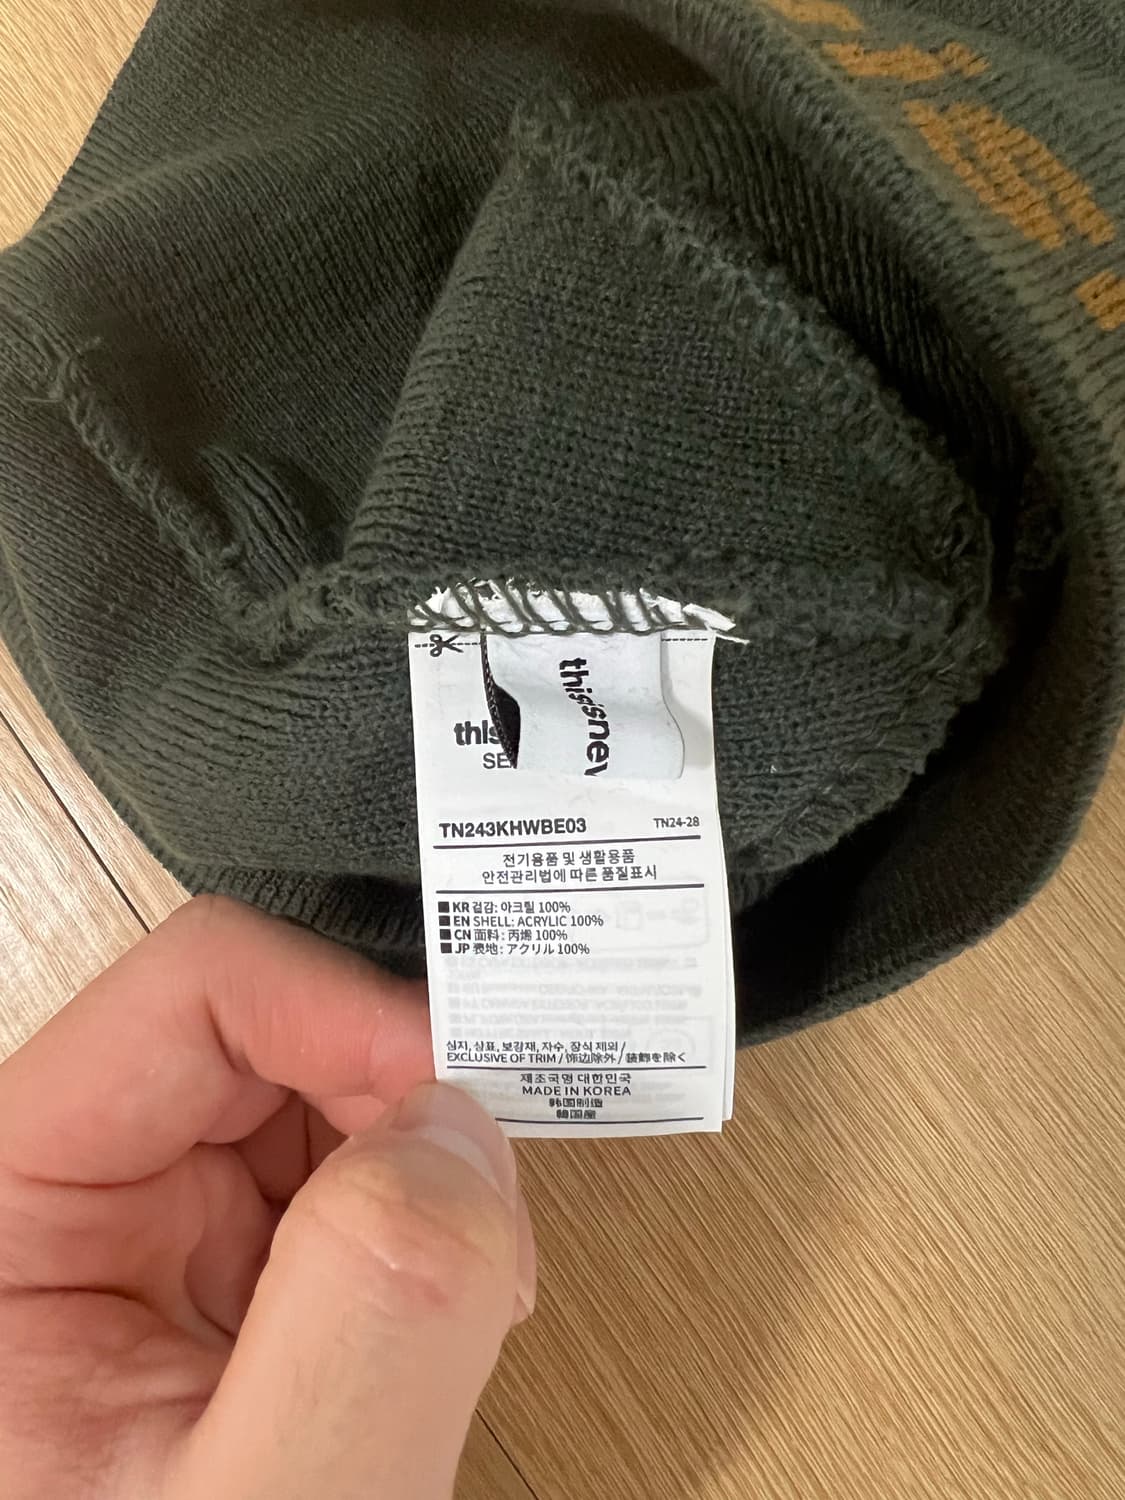 thisnev
this
SE
TN243KHWBE03 TN24-28
전기용품 및 생활용품
안전관리법에 따른 품질표시
KR 겉감: 아크릴 100%
EN SHELL: ACRYLIC 100%
CN 面料: 丙烯 100%
JP 表地: アクリル 100%
심지, 상표, 보강재, 자수, 장식 제외 /
EXCLUSIVE OF TRIM / 饰边除外 / 装飾を除く
제조국명 대한민국
MADE IN KOREA
韩国制造
韓国産